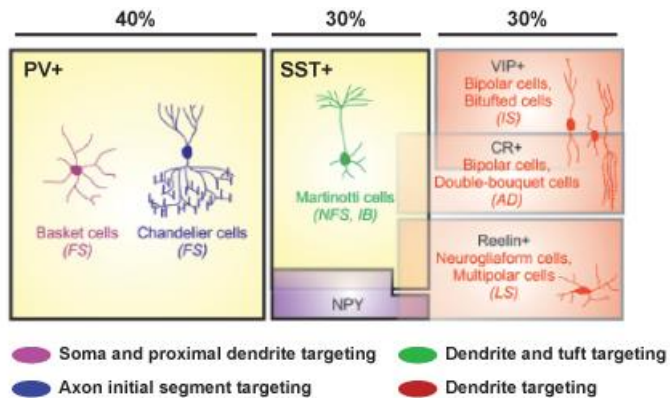 40%
30%
30%
PV+
Basket cells
(FS)
Chandelier cells
(FS)
SST+
Martinotti cells
(NFS, IB)
NPY
VIP+
Bipolar cells,
Bitufted cells
(IS)
CR+
Bipolar cells,
Double-bouquet cells
(AD)
Reelin+
Neurogliaform cells,
Multipolar cells
(LS)
Soma and proximal dendrite targeting
Dendrite and tuft targeting
Axon initial segment targeting
Dendrite targeting